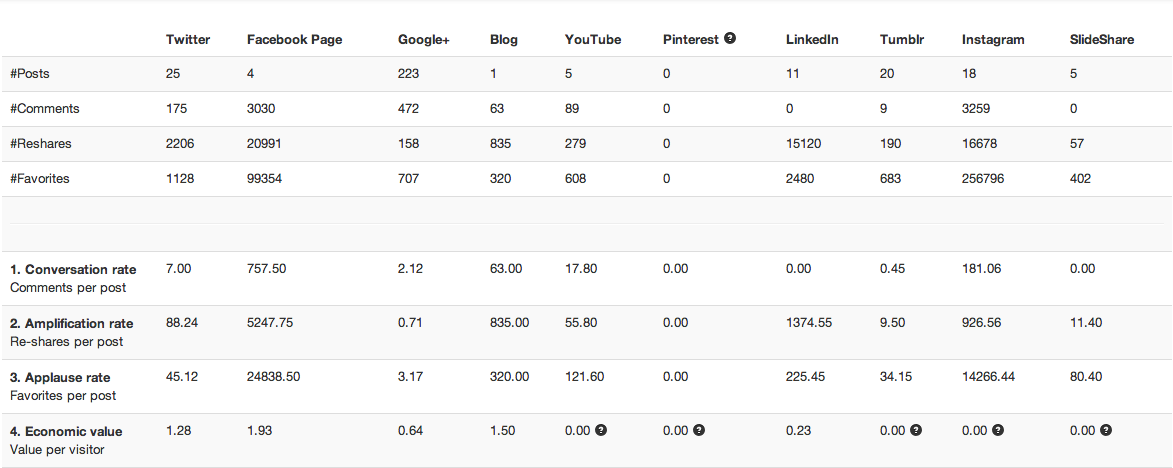 Twitter Facebook Page Google+ Blog YouTube Pinterest ? LinkedIn Tumblr Instagram SlideShare
#Posts 25 4 223 1 5 0 11 20 18 5
#Comments 175 3030 472 63 89 0 0 9 3259 0
#Reshares 2206 20991 158 835 279 0 15120 190 16678 57
#Favorites 1128 99354 707 320 608 0 2480 683 256796 402
1. Conversation rate 7.00 757.50 2.12 63.00 17.80 0.00 0.00 0.45 181.06 0.00
Comments per post
2. Amplification rate 88.24 5247.75 0.71 835.00 55.80 0.00 1374.55 9.50 926.56 11.40
Re-shares per post
3. Applause rate 45.12 24838.50 3.17 320.00 121.60 0.00 225.45 34.15 14266.44 80.40
Favorites per post
4. Economic value 1.28 1.93 0.64 1.50 0.00 ? 0.00 ? 0.23 0.00 ? 0.00 ? 0.00 ?
Value per visitor